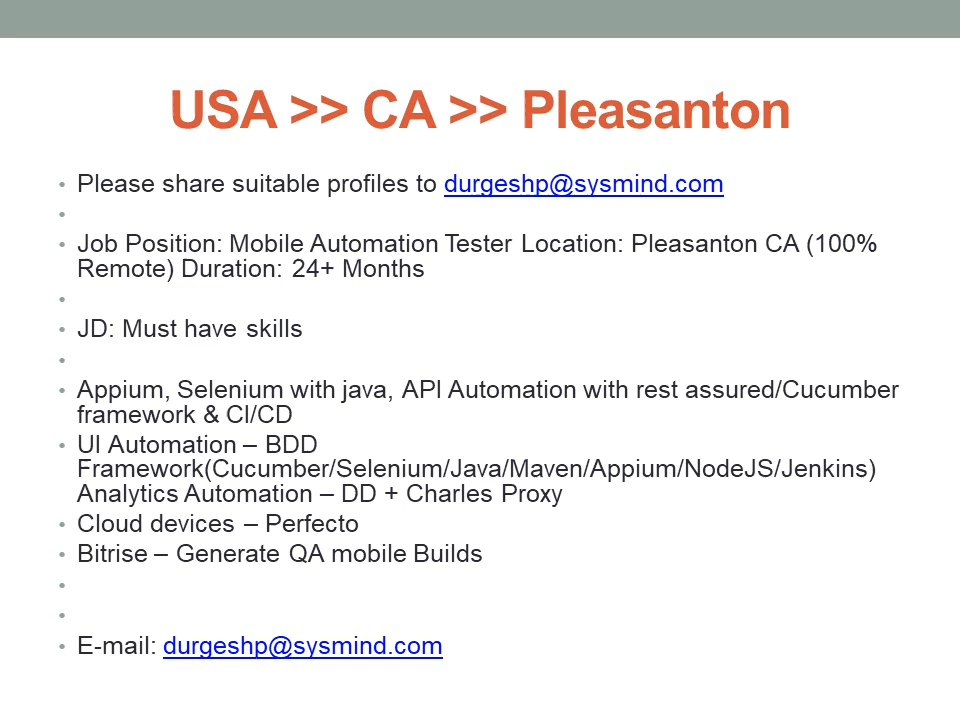 USA >> CA >> Pleasanton
• Please share suitable profiles to durgeshp@sysmind.com
•
• Job Position: Mobile Automation Tester Location: Pleasanton CA (100%
Remote) Duration: 24+ Months
•
• JD: Must have skills
•
• Appium, Selenium with java, API Automation with rest assured/Cucumber
framework & CI/CD
• UI Automation – BDD
Framework(Cucumber/Selenium/Java/Maven/Appium/NodeJS/Jenkins)
Analytics Automation – DD + Charles Proxy
• Cloud devices – Perfecto
• Bitrise – Generate QA mobile Builds
•
•
• E-mail: durgeshp@sysmind.com